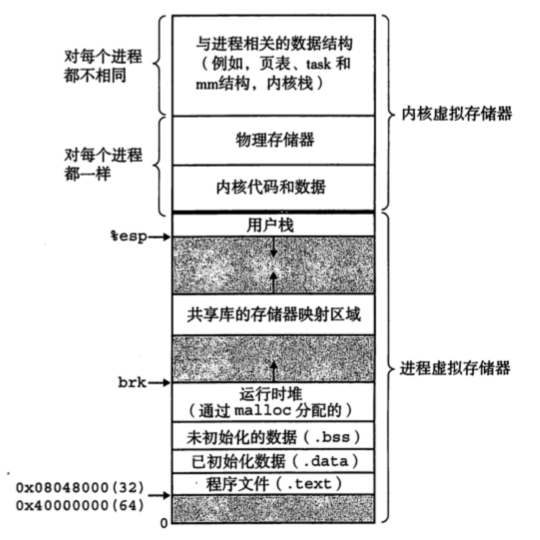 对每个进程
都不相同
与进程相关的数据结构
(例如，页表、task 和
mm结构，内核栈)
内核虚拟存储器
对每个进程
都一样
物理存储器
内核代码和数据
用户栈
%esp
共享库的存储器映射区域
进程虚拟存储器
brk
运行时堆
(通过 malloc 分配的)
未初始化的数据 (.bss)
已初始化数据 (.data)
程序文件 (.text)
0x08048000(32)
0x40000000(64)
0